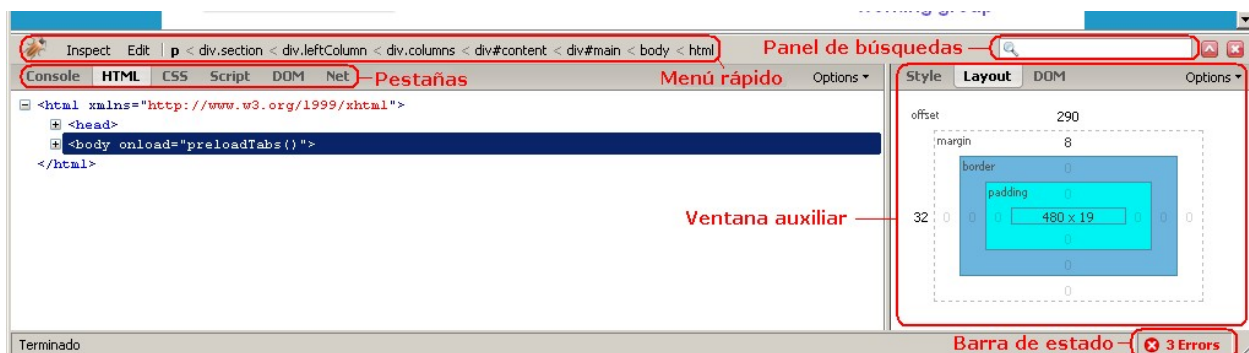 working group
Inspect Edit | p < div.section < div.leftColumn < div.columns < div#content < div#main < body < html
Panel de búsquedas
Console HTML CSS Script DOM Net
Pestañas
Menú rápido
Options
Style Layout DOM
Options
<html xmlns="http://www.w3.org/1999/xhtml">
<head>
<body onload="preloadTabs()">
</html>
Ventana auxiliar
offset
290
margin
8
border
0
padding
0
32 0 0 0 480 x 19 0 0 0
0
0
0
Terminado
Barra de estado
3 Errors